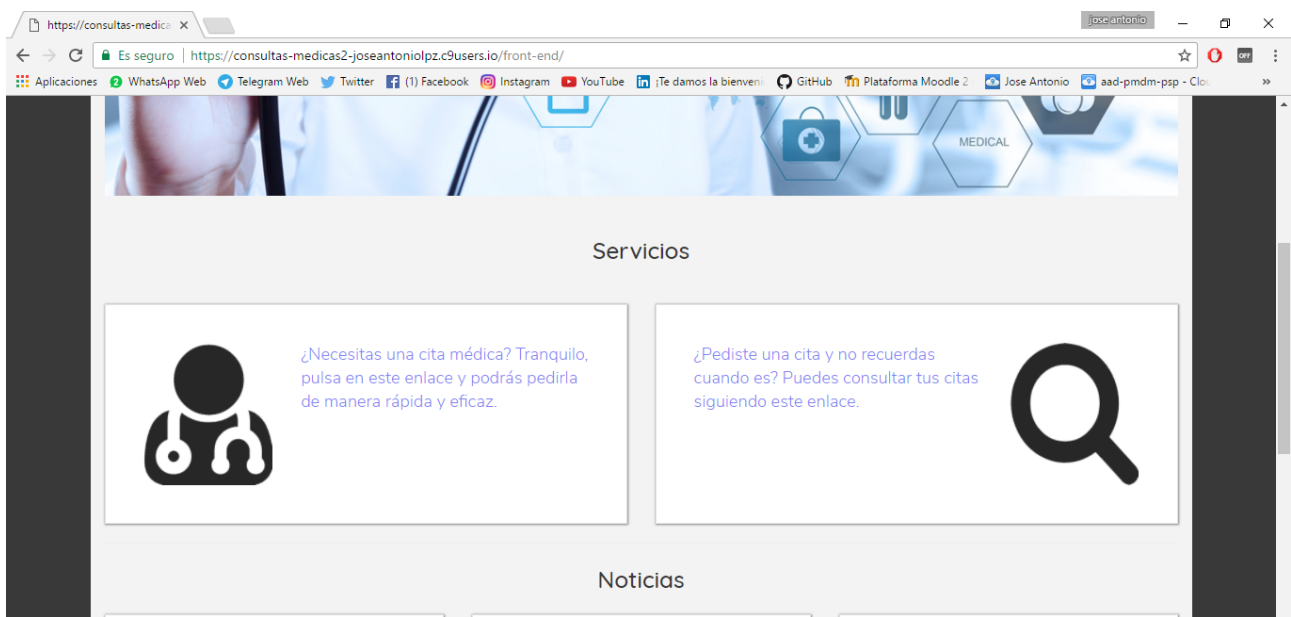 https://consultas-medica
jose antonio
Es seguro | https://consultas-medicas2-joseantoniolpz.c9users.io/front-end/
OFF
Aplicaciones WhatsApp Web Telegram Web Twitter (1) Facebook Instagram YouTube ¡Te damos la bienveni GitHub Plataforma Moodle 2 Jose Antonio aad-pmdm-psp - Clou »
MEDICAL
Servicios
¿Necesitas una cita médica? Tranquilo,
pulsa en este enlace y podrás pedirla
de manera rápida y eficaz.
¿Pediste una cita y no recuerdas
cuando es? Puedes consultar tus citas
siguiendo este enlace.
Noticias